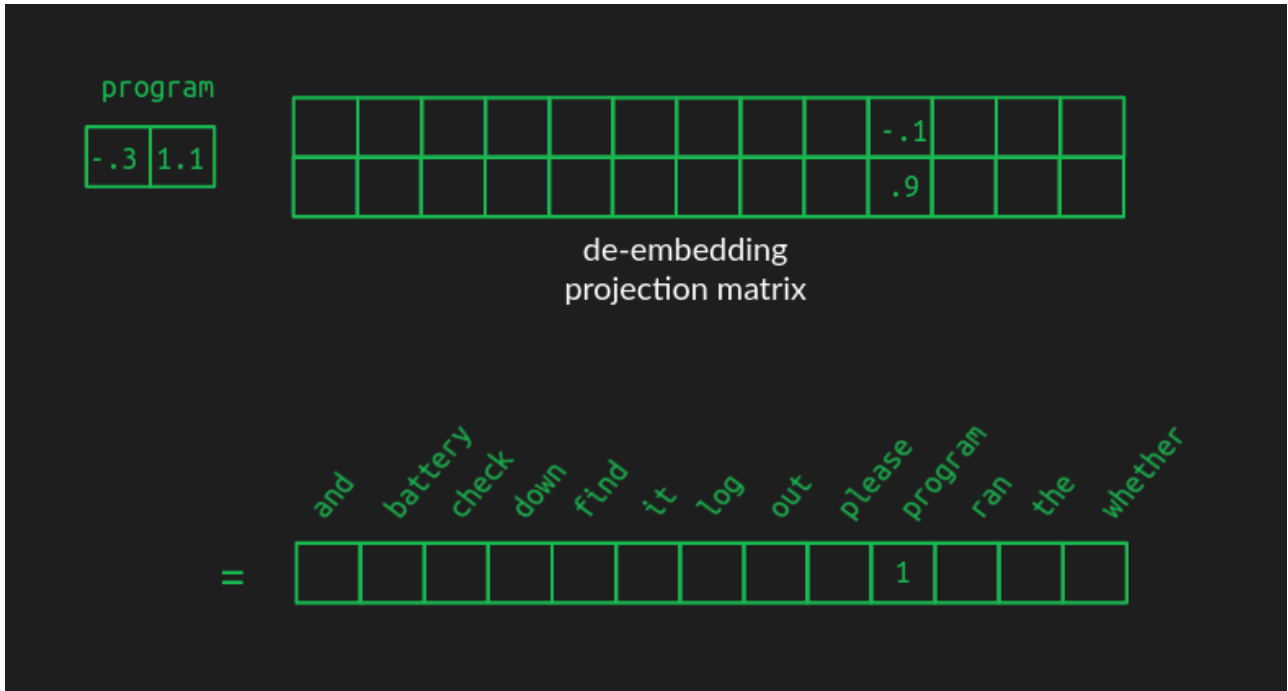 program
-.3 1.1
-.1
.9
de-embedding
projection matrix
and battery check down find it log out please program ran the whether
= 1